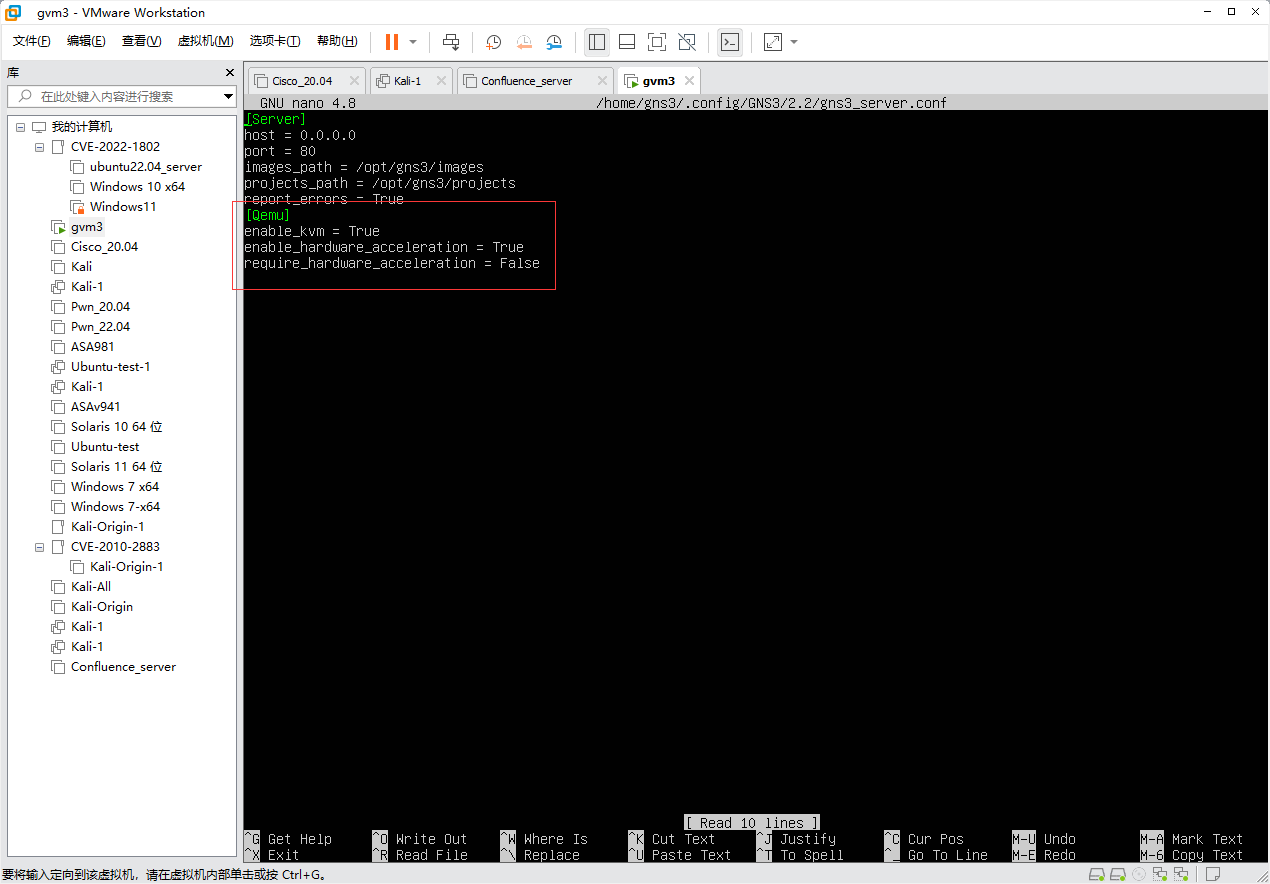 gvm3 - VMware Workstation
文件(F) 编辑(E) 查看(V) 虚拟机(M) 选项卡(T) 帮助(H)
库
在此处键入内容进行搜索
我的计算机
CVE-2022-1802
ubuntu22.04_server
Windows 10 x64
Windows11
gvm3
Cisco_20.04
Kali
Kali-1
Pwn_20.04
Pwn_22.04
ASA981
Ubuntu-test-1
Kali-1
ASAv941
Solaris 10 64 位
Ubuntu-test
Solaris 11 64 位
Windows 7 x64
Windows 7-x64
Kali-Origin-1
CVE-2010-2883
Kali-Origin-1
Kali-All
Kali-Origin
Kali-1
Kali-1
Confluence_server
Cisco_20.04 Kali-1 Confluence_server gvm3
GNU nano 4.8 /home/gns3/.config/GNS3/2.2/gns3_server.conf
[Server]
host = 0.0.0.0
port = 80
images_path = /opt/gns3/images
projects_path = /opt/gns3/projects
report_errors = True
[Qemu]
enable_kvm = True
enable_hardware_acceleration = True
require_hardware_acceleration = False
[ Read 10 lines ]
^G Get Help ^O Write Out ^W Where Is ^K Cut Text ^J Justify ^C Cur Pos M-U Undo M-A Mark Text
^X Exit ^R Read File ^\ Replace ^U Paste Text ^T To Spell ^_ Go To Line M-E Redo M-6 Copy Text
要将输入定向到该虚拟机，请在虚拟机内部单击或按 Ctrl+G。